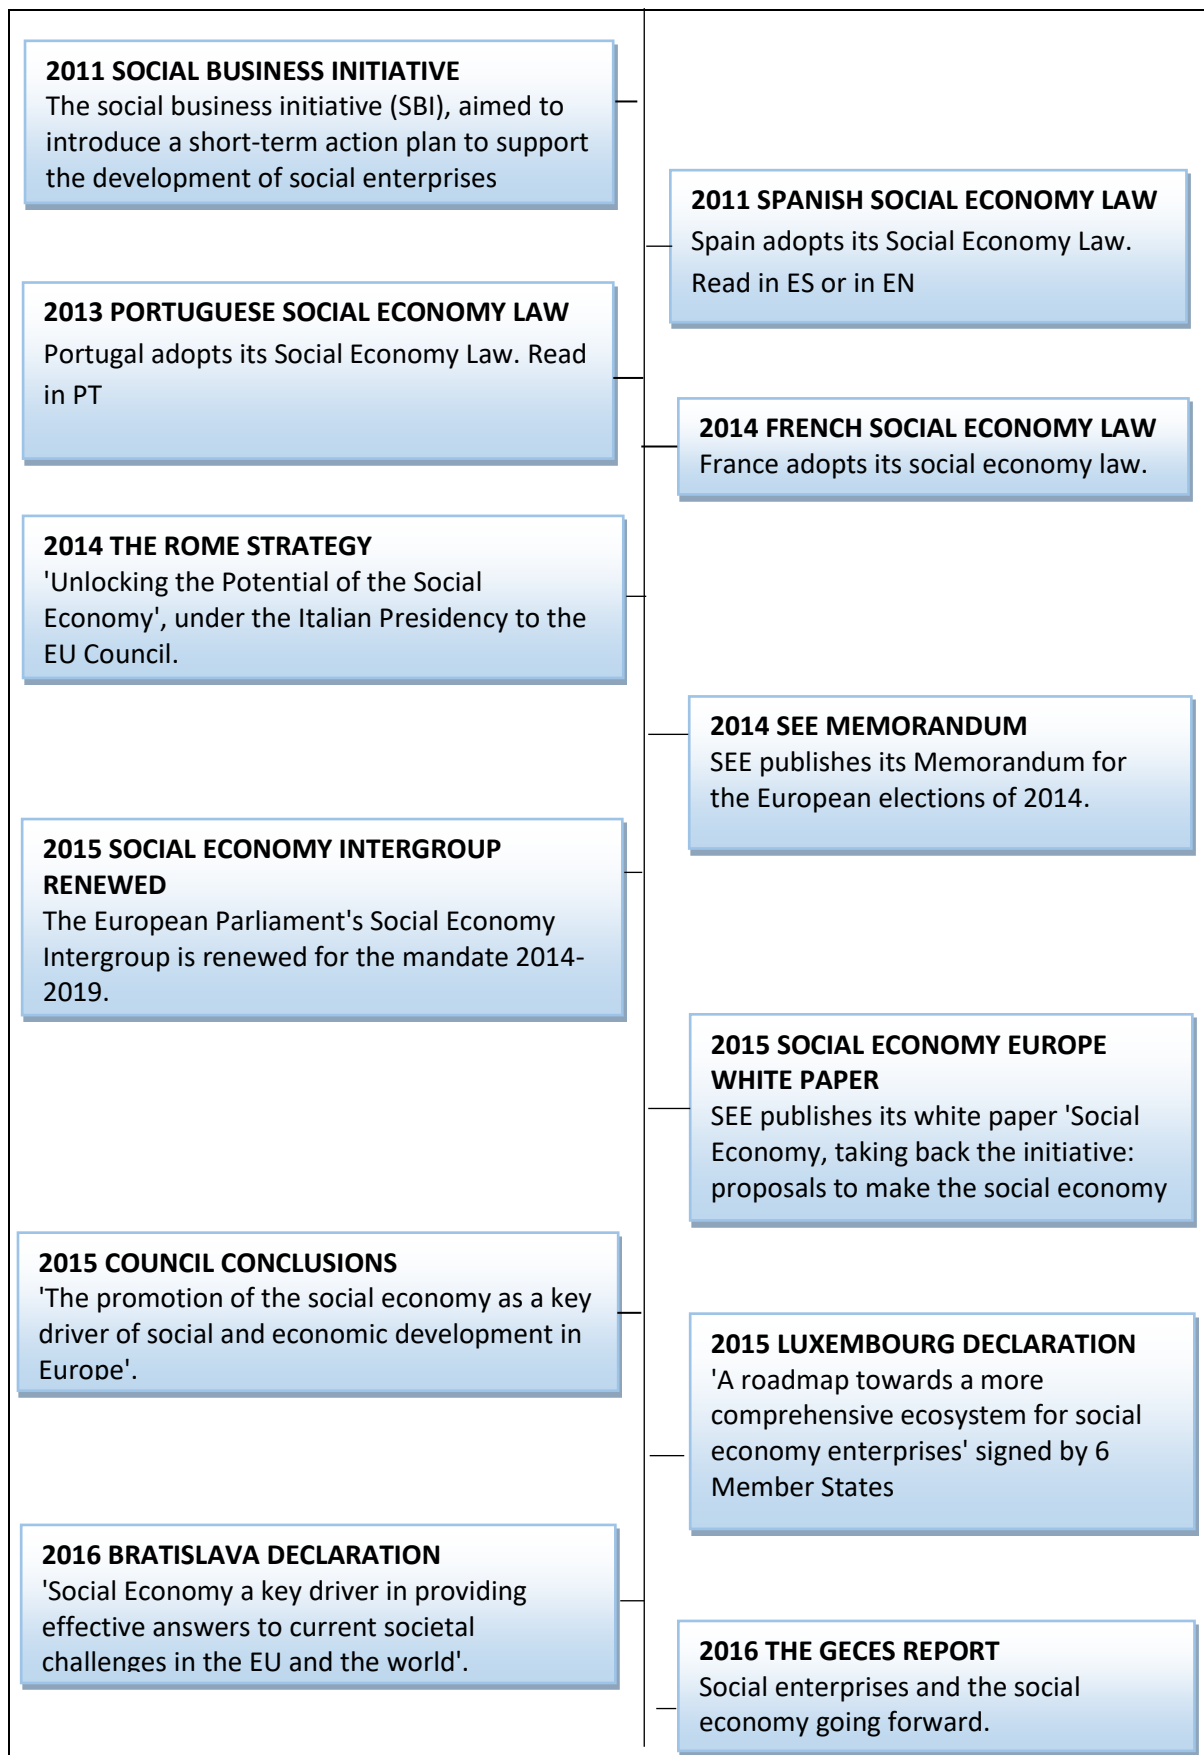 2011 SOCIAL BUSINESS INITIATIVE
The social business initiative (SBI), aimed to
introduce a short-term action plan to support
the development of social enterprises
2011 SPANISH SOCIAL ECONOMY LAW
Spain adopts its Social Economy Law.
Read in ES or in EN
2013 PORTUGUESE SOCIAL ECONOMY LAW
Portugal adopts its Social Economy Law. Read
in PT
2014 FRENCH SOCIAL ECONOMY LAW
France adopts its social economy law.
2014 THE ROME STRATEGY
'Unlocking the Potential of the Social
Economy', under the Italian Presidency to the
EU Council.
2014 SEE MEMORANDUM
SEE publishes its Memorandum for
the European elections of 2014.
2015 SOCIAL ECONOMY INTERGROUP
RENEWED
The European Parliament's Social Economy
Intergroup is renewed for the mandate 2014-
2019.
2015 SOCIAL ECONOMY EUROPE
WHITE PAPER
SEE publishes its white paper 'Social
Economy, taking back the initiative:
proposals to make the social economy
2015 COUNCIL CONCLUSIONS
'The promotion of the social economy as a key
driver of social and economic development in
Europe'.
2015 LUXEMBOURG DECLARATION
'A roadmap towards a more
comprehensive ecosystem for social
economy enterprises' signed by 6
Member States
2016 BRATISLAVA DECLARATION
'Social Economy a key driver in providing
effective answers to current societal
challenges in the EU and the world'.
2016 THE GECES REPORT
Social enterprises and the social
economy going forward.